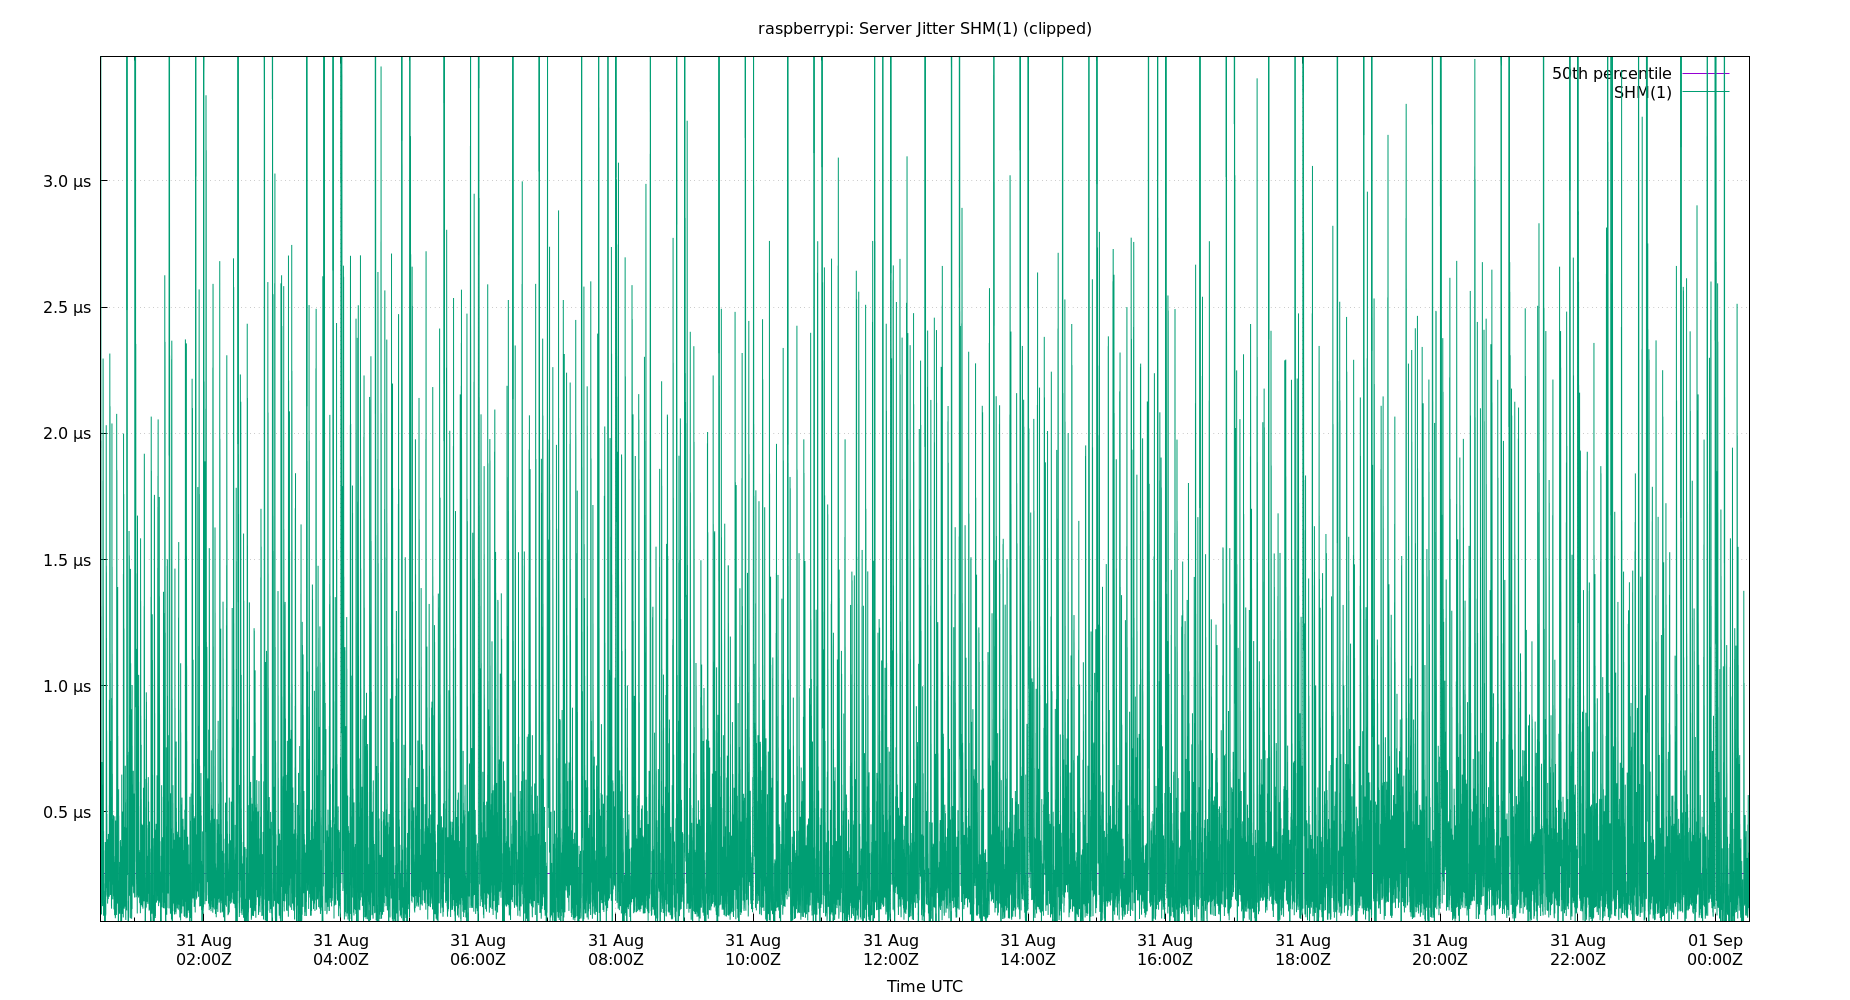 raspberrypi: Server Jitter SHM(1) (clipped)
50th percentile
SHM(1)
3.0 µs
2.5 µs
2.0 µs
1.5 µs
1.0 µs
0.5 µs
31 Aug 31 Aug 31 Aug 31 Aug 31 Aug 31 Aug 31 Aug 31 Aug 31 Aug 31 Aug 31 Aug 01 Sep
02:00Z 04:00Z 06:00Z 08:00Z 10:00Z 12:00Z 14:00Z 16:00Z 18:00Z 20:00Z 22:00Z 00:00Z
Time UTC